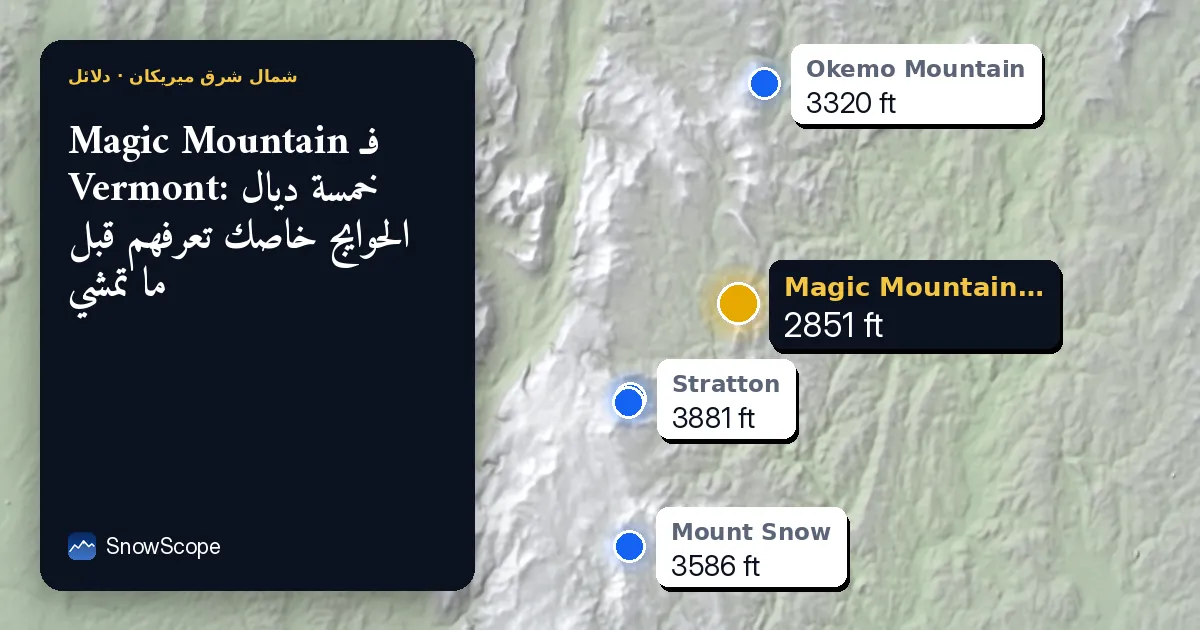 شمال شرق ميريكان · دلائل
Magic Mountain فـ
Vermont: خمسة ديال
الحوايج خاصك تعرفهم قبل
ما تمشي
SnowScope
Okemo Mountain
3320 ft
Magic Mountain…
2851 ft
Stratton
3881 ft
Mount Snow
3586 ft